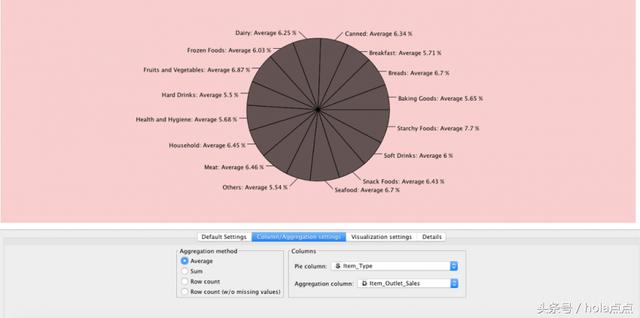 Dairy: Average 6.25 %
Canned: Average 6.34 %
Frozen Foods: Average 6.03 %
Breakfast: Average 5.71 %
Fruits and Vegetables: Average 6.87 %
Breads: Average 6.7 %
Hard Drinks: Average 5.5 %
Baking Goods: Average 5.65 %
Health and Hygiene: Average 5.68 %
Starchy Foods: Average 7.7 %
Household: Average 6.45 %
Soft Drinks: Average 6 %
Meat: Average 6.46 %
Snack Foods: Average 6.43 %
Others: Average 5.54 %
Seafood: Average 6.7 %
Default Settings Column/Aggregation settings Visualization settings Details
Aggregation method
Average
Sum
Row count
Row count (w/o missing values)
Columns
Pie column: S Item_Type
Aggregation column: D Item_Outlet_Sales
头条号 / hola点点